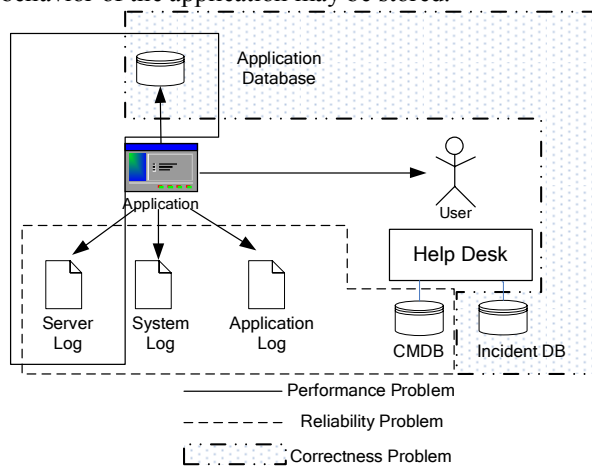 behavior of the application may be stored.
Application
Database
Application
User
Help Desk
Server
Log
System
Log
Application
Log
CMDB
Incident DB
Performance Problem
Reliability Problem
Correctness Problem